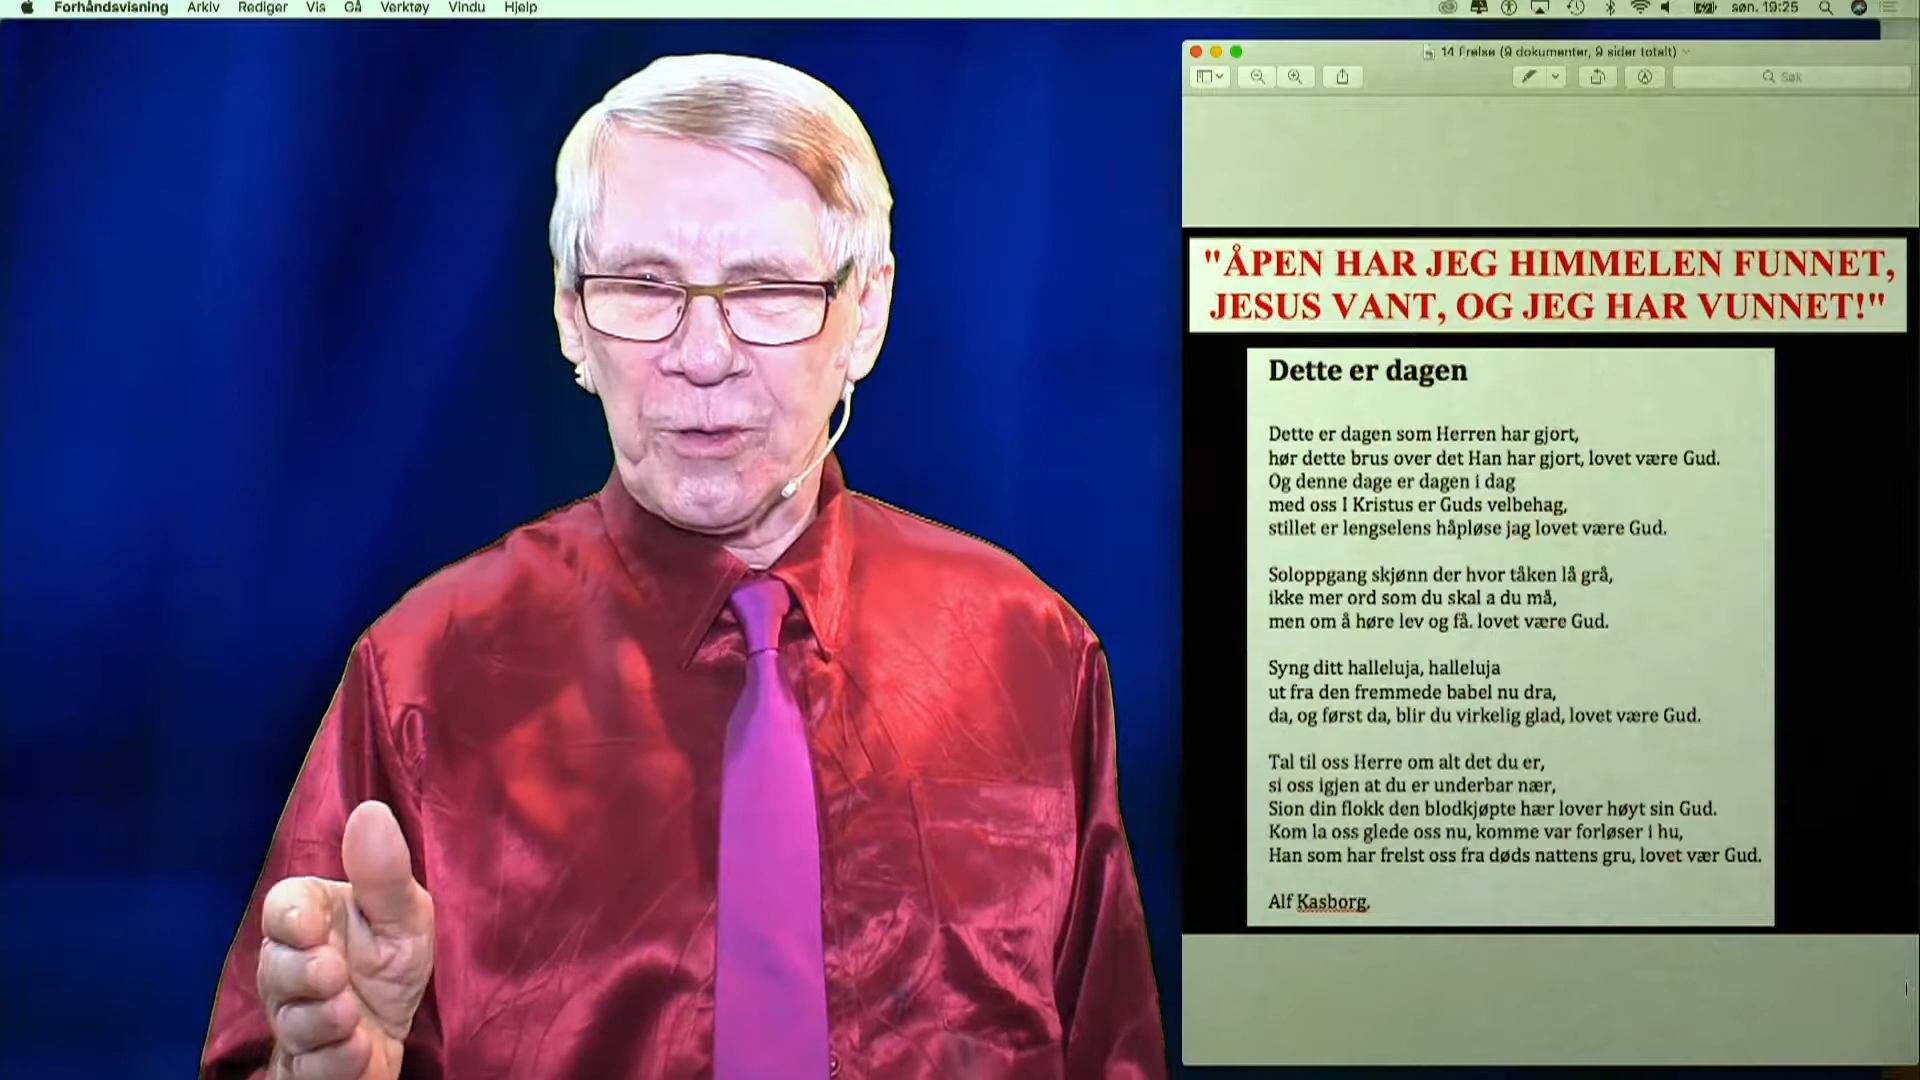 Forhåndsvisning Arkiv Rediger Vis Gå Verktøy Vindu Hjelp
søn. 19:25
14 Frelse (9 dokumenter, 9 sider totalt)
Søk
"ÅPEN HAR JEG HIMMELEN FUNNET,
JESUS VANT, OG JEG HAR VUNNET!"
Dette er dagen
Dette er dagen som Herren har gjort,
hør dette brus over det Han har gjort, lovet være Gud.
Og denne dage er dagen i dag
med oss I Kristus er Guds velbehag,
stillet er lengselens håpløse jag lovet være Gud.
Soloppgang skjønn der hvor tåken lå grå,
ikke mer ord som du skal a du må,
men om å høre lev og få. lovet være Gud.
Syng ditt halleluja, halleluja
ut fra den fremmede babel nu dra,
da, og først da, blir du virkelig glad, lovet være Gud.
Tal til oss Herre om alt det du er,
si oss igjen at du er underbar nær,
Sion din flokk den blodkjøpte hær lover høyt sin Gud.
Kom la oss glede oss nu, komme var forløser i hu,
Han som har frelst oss fra døds nattens gru, lovet vær Gud.
Alf Kasborg.